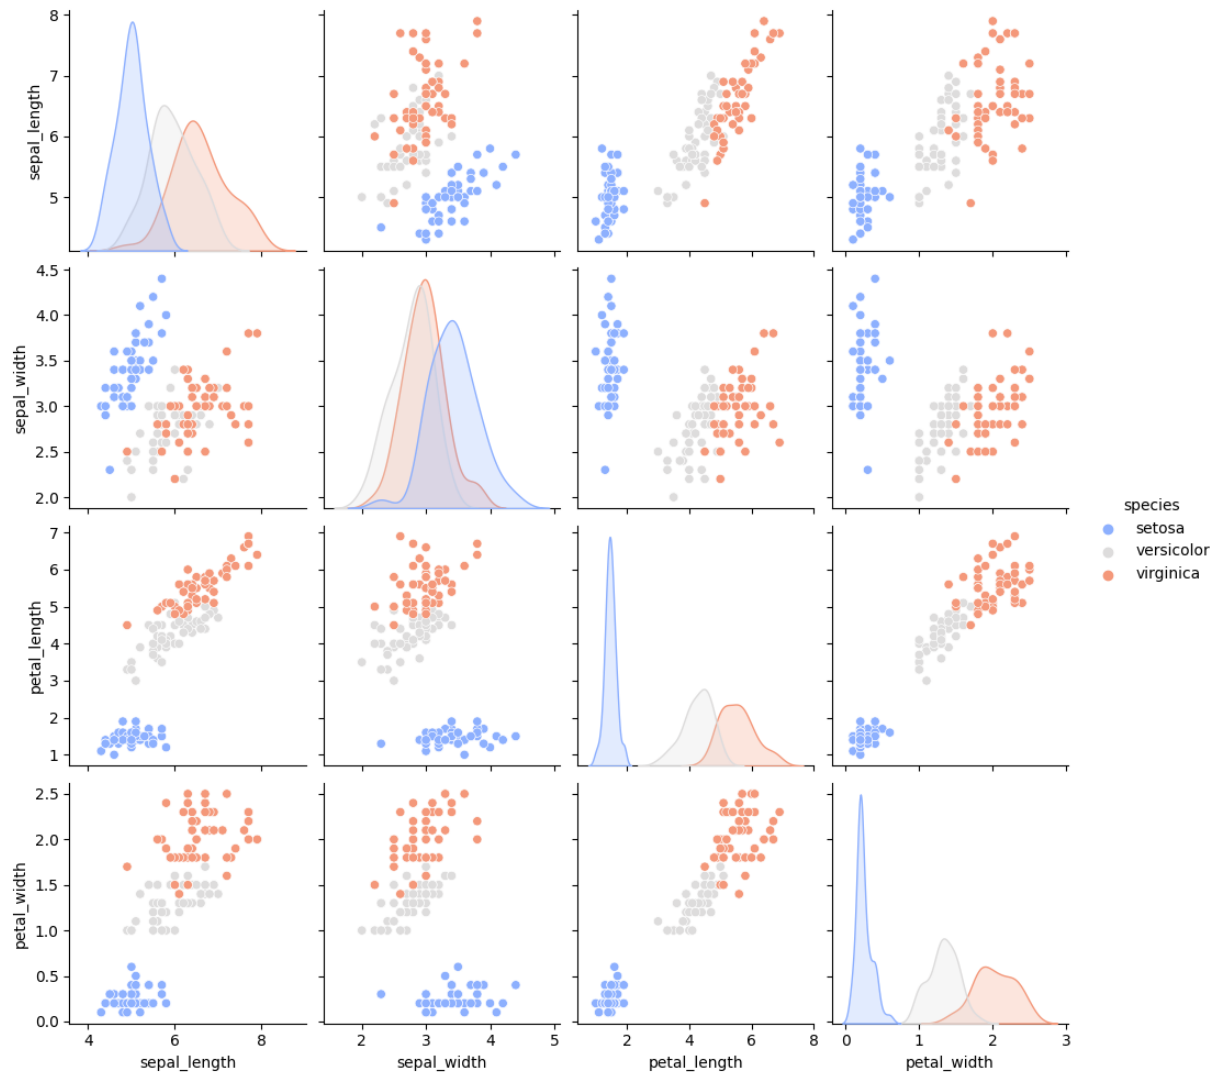 8
7
6
5
sepal_length
4.5
4.0
3.5
3.0
2.5
2.0
sepal_width
species
setosa
versicolor
virginica
7
6
5
4
3
2
1
petal_length
2.5
2.0
1.5
1.0
0.5
0.0
petal_width
4 6 8 2 3 4 5 2 4 6 8 0 1 2 3
sepal_length sepal_width petal_length petal_width